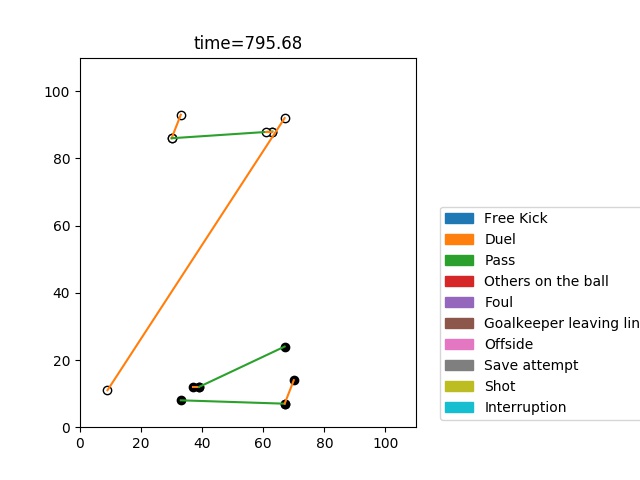 time=795.68
100
80
60
40
20
0
0 20 40 60 80 100
Free Kick
Duel
Pass
Others on the ball
Foul
Goalkeeper leaving lin
Offside
Save attempt
Shot
Interruption